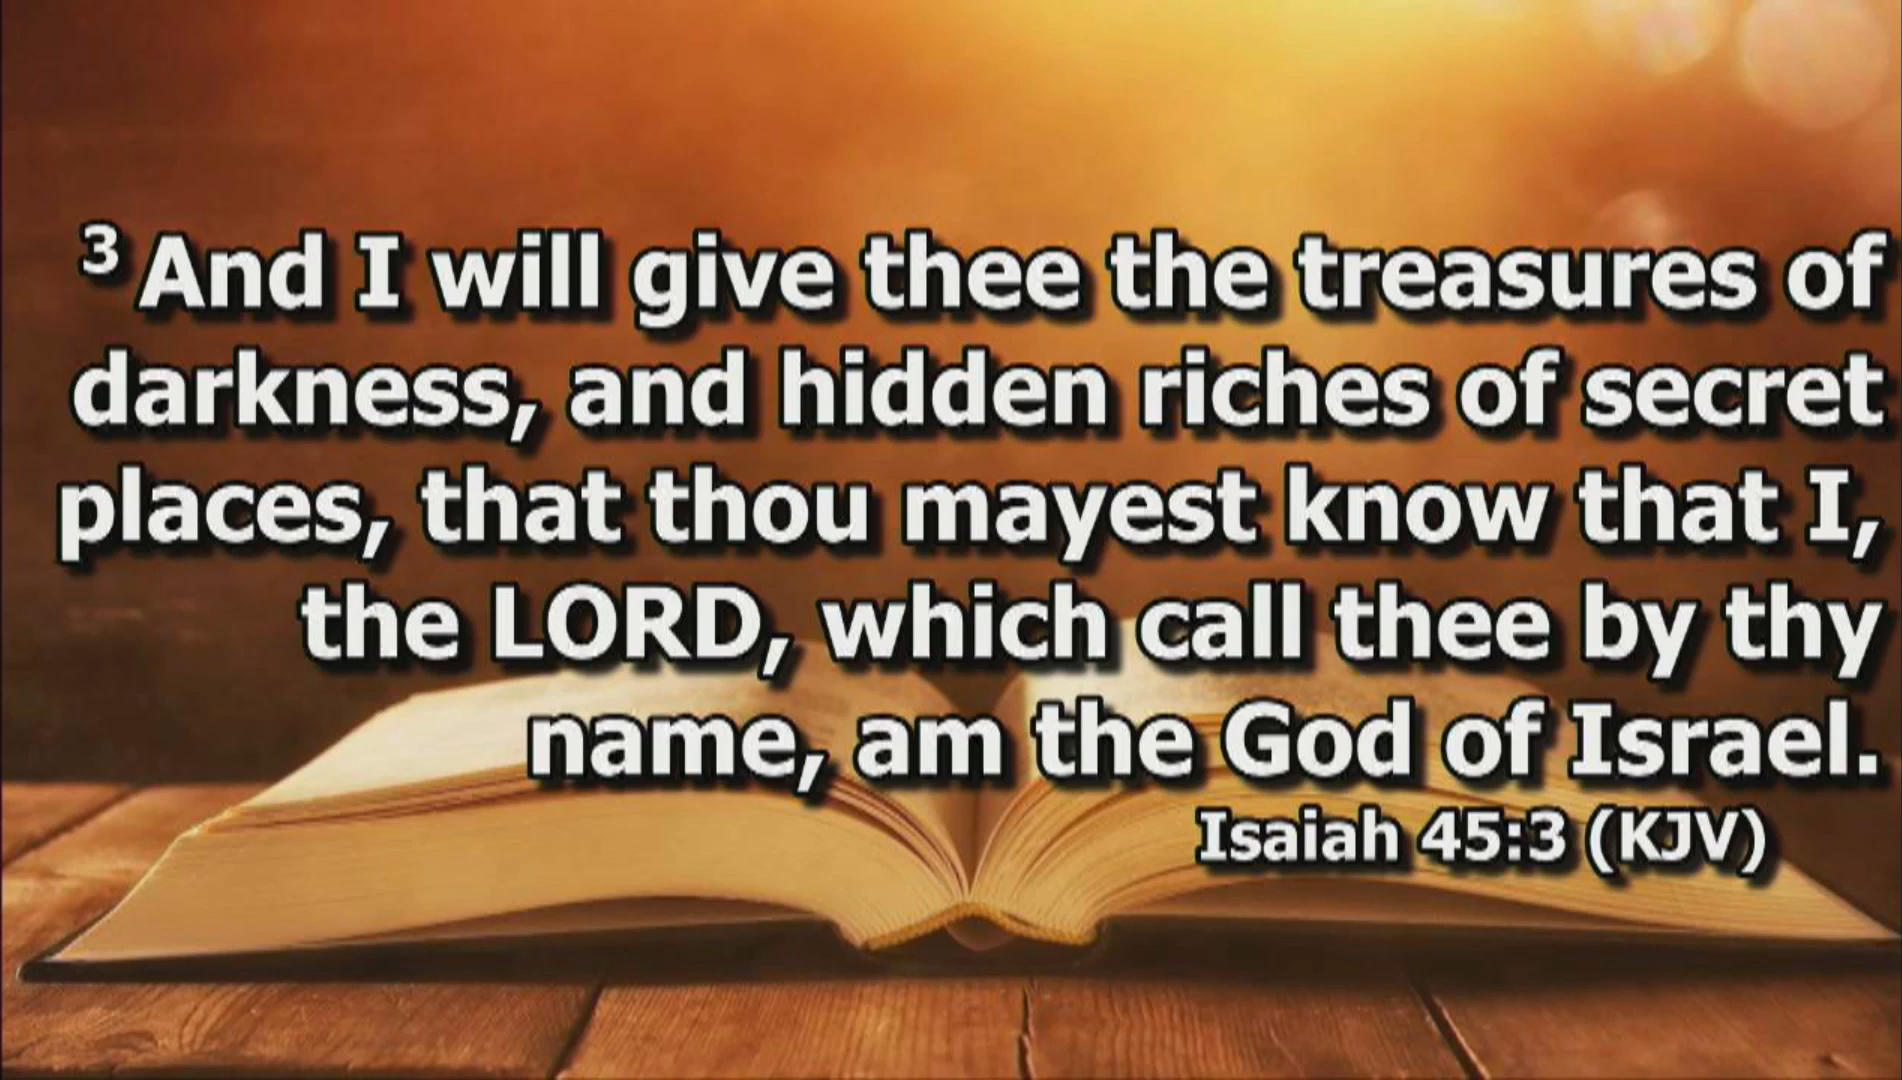 3 And I will give thee the treasures of
darkness, and hidden riches of secret
places, that thou mayest know that I,
the LORD, which call thee by thy
name, am the God of Israel.
Isaiah 45:3 (KJV)